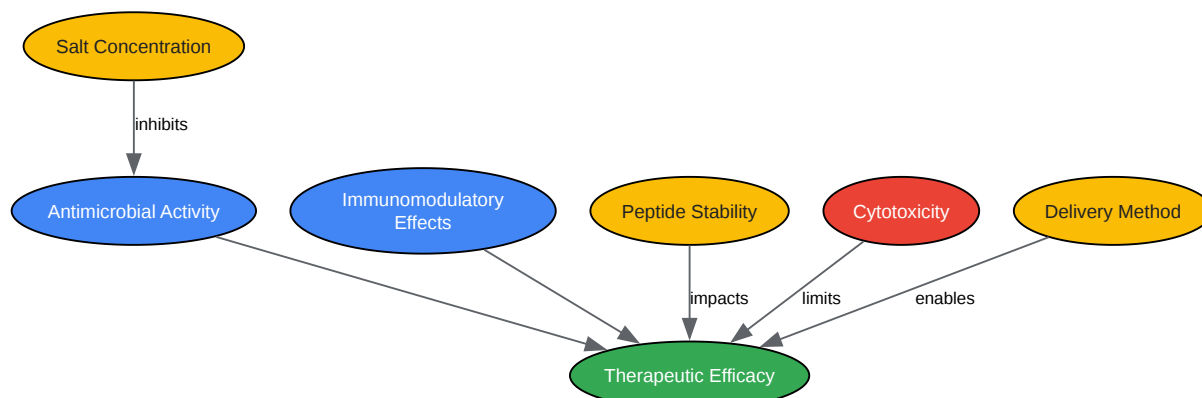 Salt Concentration
inhibits
Antimicrobial Activity
Immunomodulatory
Effects
Peptide Stability
Cytotoxicity
Delivery Method
impacts
limits
enables
Therapeutic Efficacy